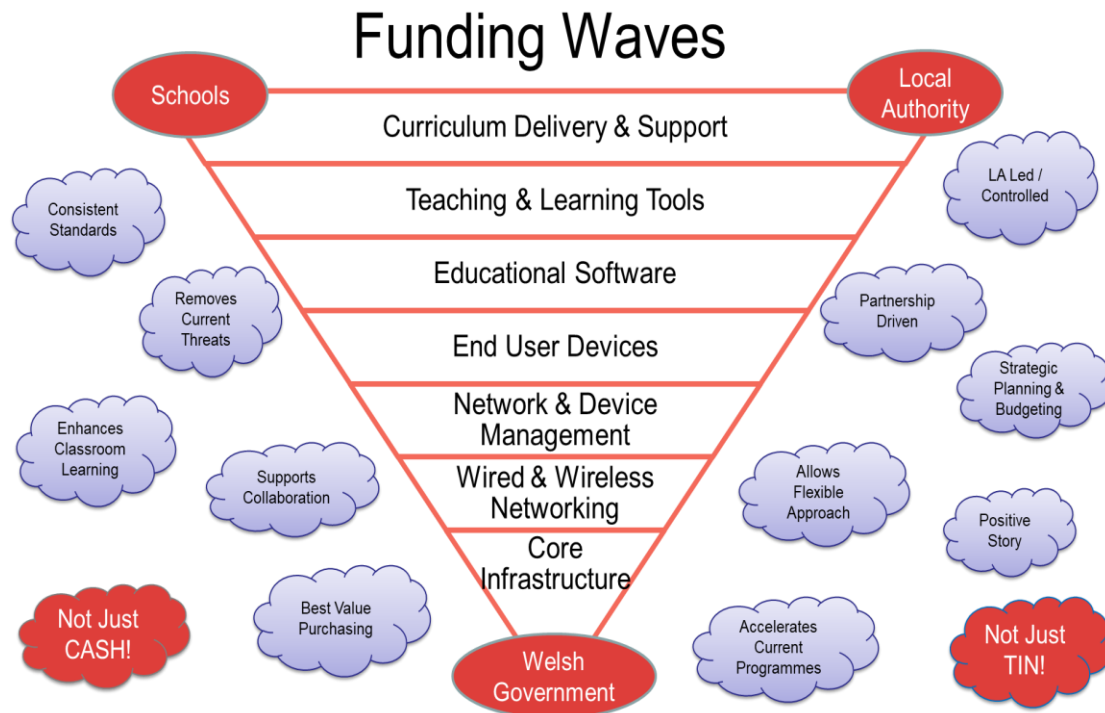 Funding Waves
Schools
Local
Authority
Curriculum Delivery & Support
Teaching & Learning Tools
Educational Software
End User Devices
Network & Device
Management
Wired & Wireless
Networking
Core
Infrastructure
Welsh
Government
Consistent
Standards
Removes
Current
Threats
Enhances
Classroom
Learning
Supports
Collaboration
Not Just
CASH!
Best Value
Purchasing
LA Led /
Controlled
Partnership
Driven
Strategic
Planning &
Budgeting
Allows
Flexible
Approach
Positive
Story
Accelerates
Current
Programmes
Not Just
TIN!